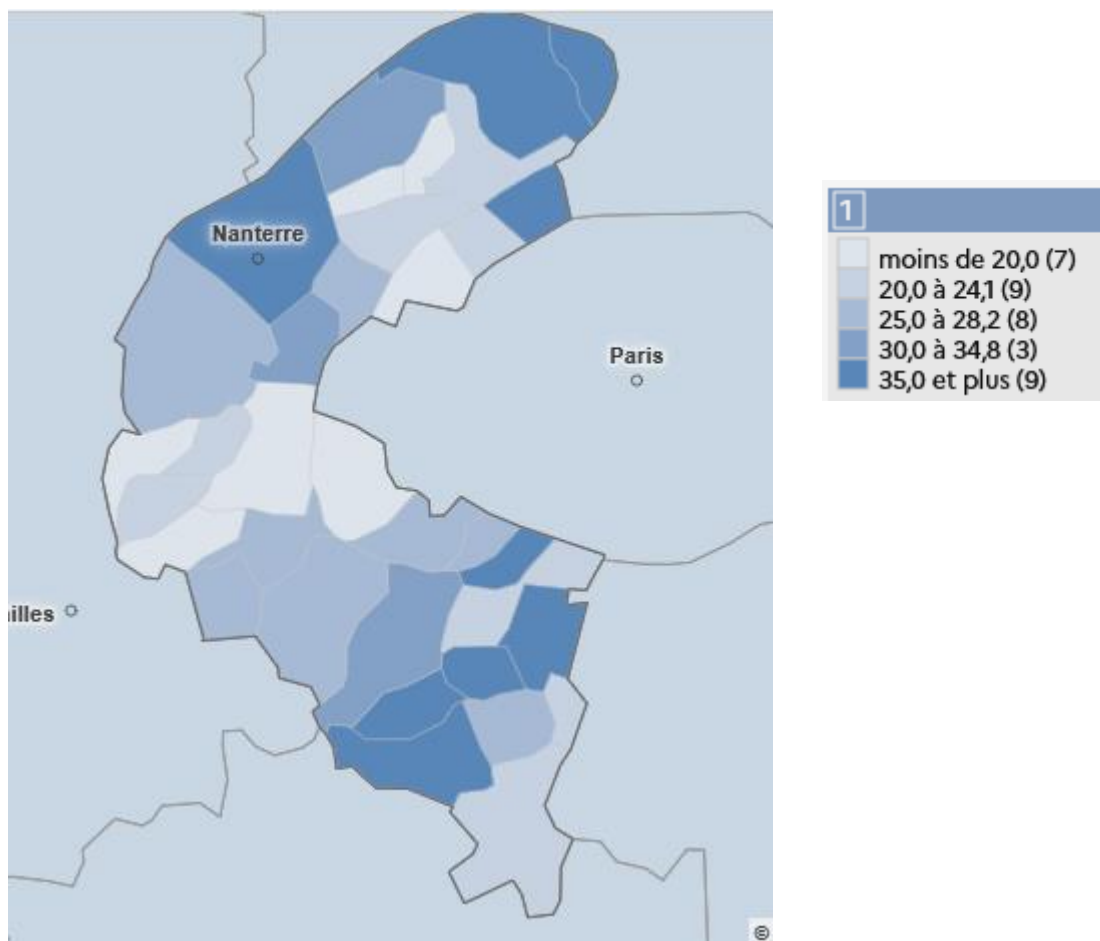 Nanterre
Paris
illes
©
1
moins de 20,0 (7)
20,0 à 24,1 (9)
25,0 à 28,2 (8)
30,0 à 34,8 (3)
35,0 et plus (9)